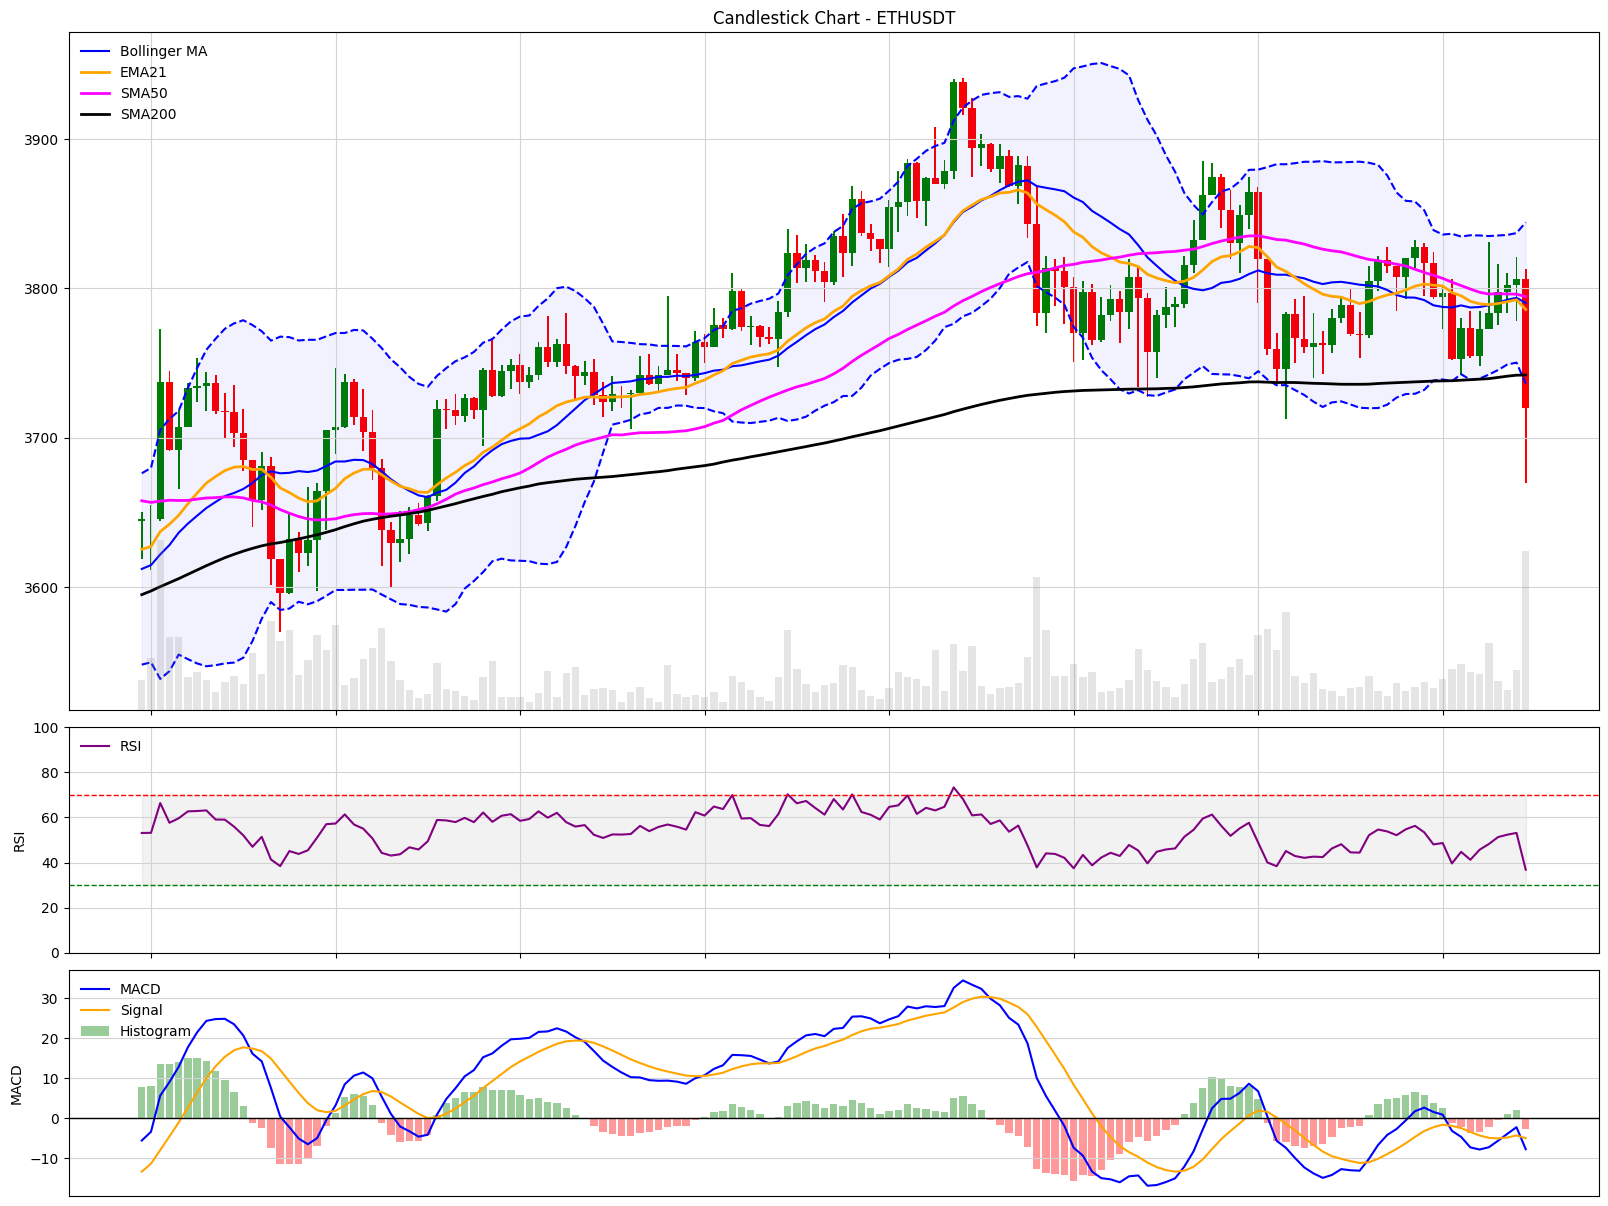 Candlestick Chart - ETHUSDT
Bollinger MA
EMA21
SMA50
SMA200
3900
3800
3700
3600
100
RSI
80
60
RSI
40
20
0
MACD
30
Signal
20
Histogram
10
MACD
0
−10